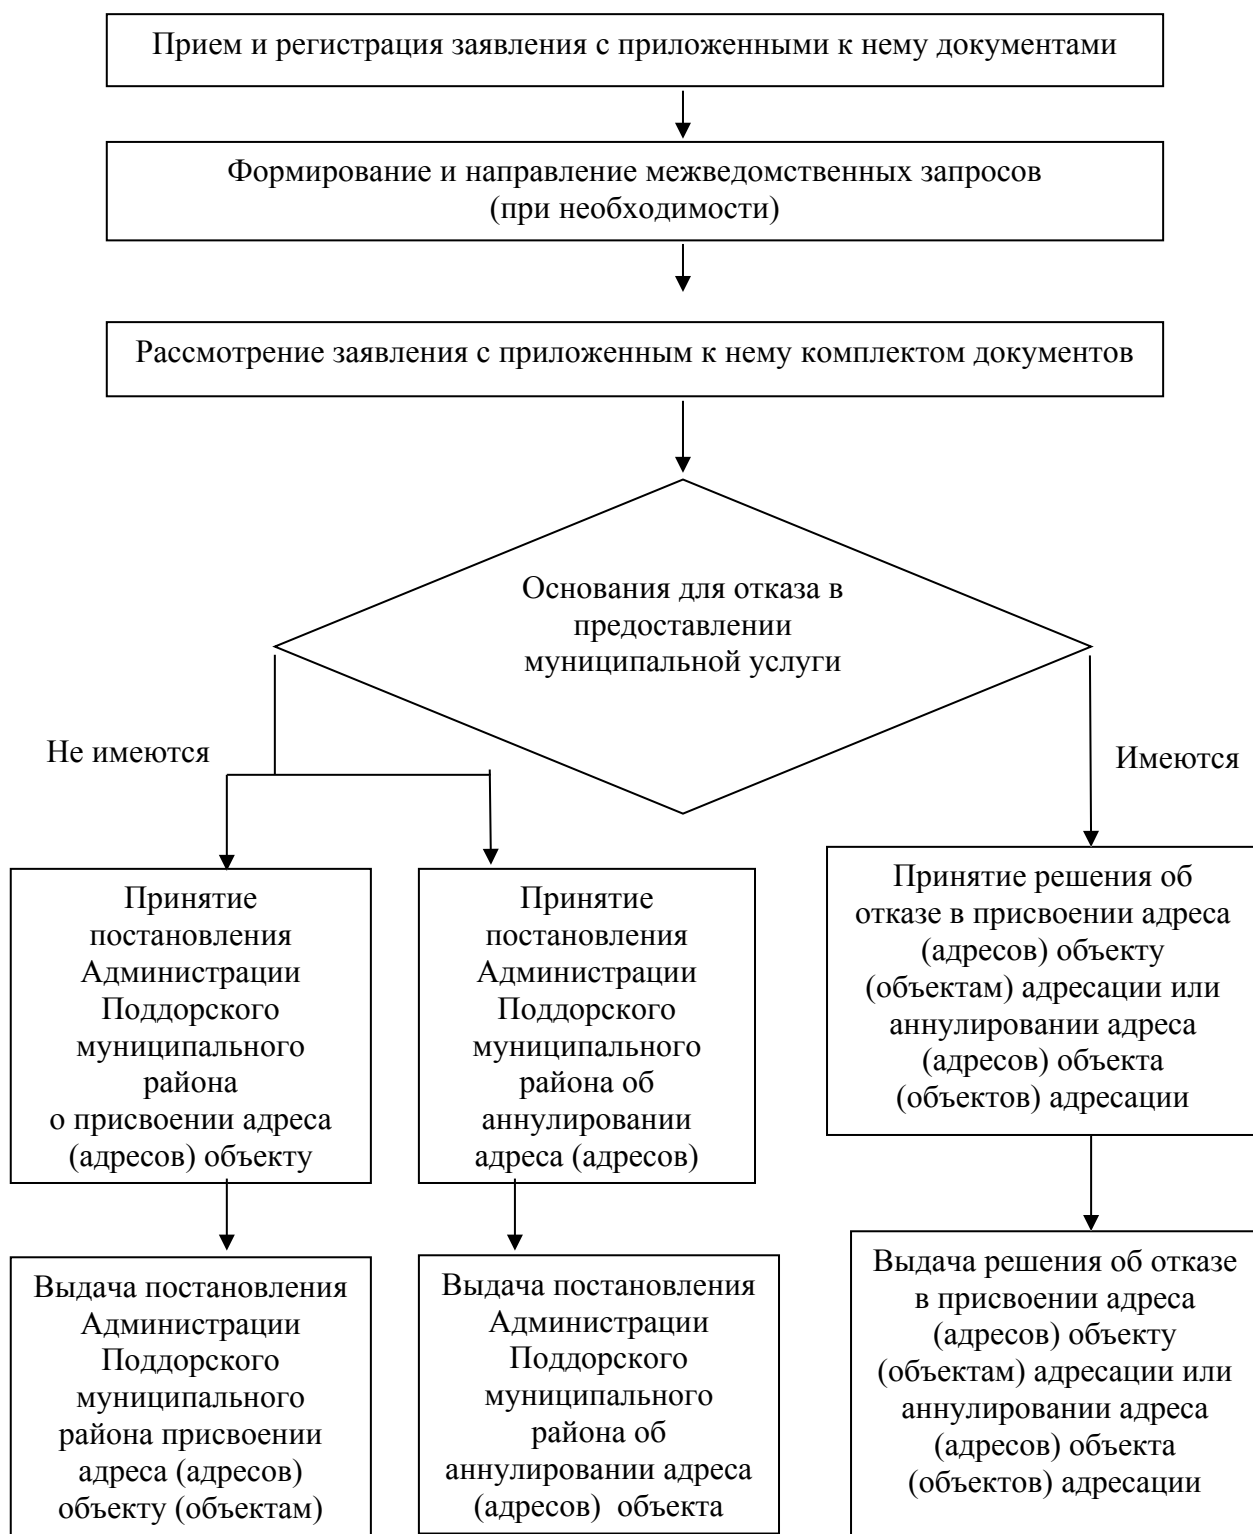 Прием и регистрация заявления с приложенными к нему документами
Формирование и направление межведомственных запросов
(при необходимости)
Рассмотрение заявления с приложенным к нему комплектом документов
Основания для отказа в
предоставлении
муниципальной услуги
Не имеются
Имеются
Принятие
постановления
Администрации
Поддорского
муниципального
района
о присвоении адреса
(адресов) объекту
Принятие
постановления
Администрации
Поддорского
муниципального
района об
аннулировании
адреса (адресов)
Принятие решения об
отказе в присвоении адреса
(адресов) объекту
(объектам) адресации или
аннулировании адреса
(адресов) объекта
(объектов) адресации
Выдача постановления
Администрации
Поддорского
муниципального
района присвоении
адреса (адресов)
объекту (объектам)
Выдача постановления
Администрации
Поддорского
муниципального
района об
аннулировании адреса
(адресов) объекта
Выдача решения об отказе
в присвоении адреса
(адресов) объекту
(объектам) адресации или
аннулировании адреса
(адресов) объекта
(объектов) адресации